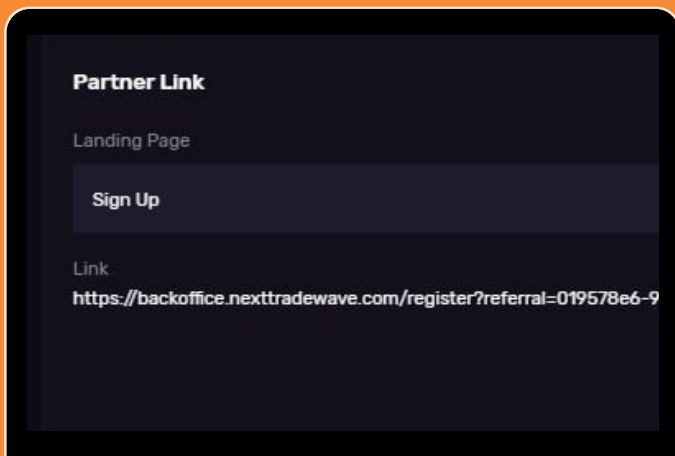 Partner Link
Landing Page
Sign Up
Link
https://backoffice.nexttradewave.com/register?referral=019578e6-9